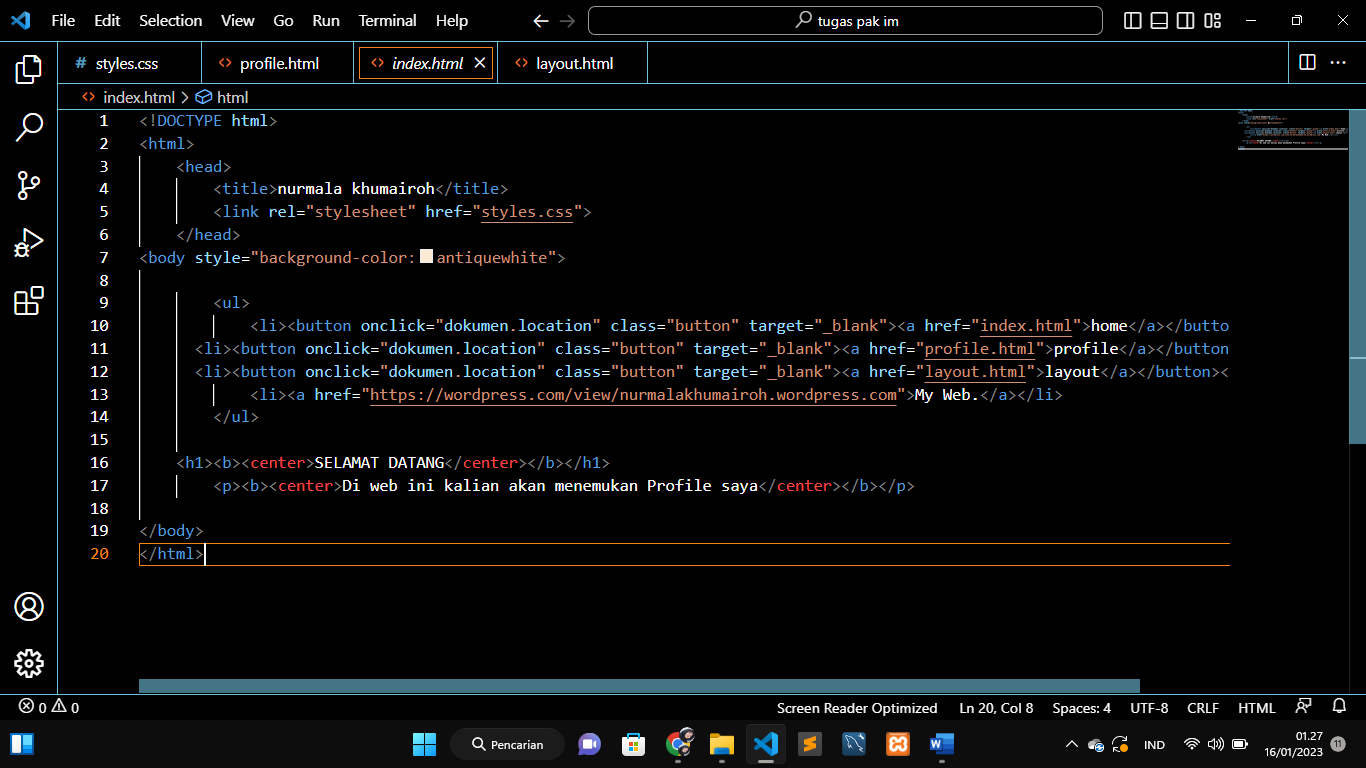 File Edit Selection View Go Run Terminal Help tugas pak im
# styles.css <> profile.html <> index.html <> layout.html
<> index.html > html
1 <!DOCTYPE html>
2 <html>
3 <head>
4 <title>nurmala khumairoh</title>
5 <link rel="stylesheet" href="styles.css">
6 </head>
7 <body style="background-color: antiquewhite">
8
9 <ul>
10 <li><button onclick="dokumen.location" class="button" target="_blank"><a href="index.html">home</a></butto
11 <li><button onclick="dokumen.location" class="button" target="_blank"><a href="profile.html">profile</a></button
12 <li><button onclick="dokumen.location" class="button" target="_blank"><a href="layout.html">layout</a></button><
13 <li><a href="https://wordpress.com/view/nurmalakhumairoh.wordpress.com">My Web.</a></li>
14 </ul>
15
16 <h1><b><center>SELAMAT DATANG</center></b></h1>
17 <p><b><center>Di web ini kalian akan menemukan Profile saya</center></b></p>
18
19 </body>
20 </html>
0 0 Screen Reader Optimized Ln 20, Col 8 Spaces: 4 UTF-8 CRLF HTML
Pencarian IND 01.27
16/01/2023 11